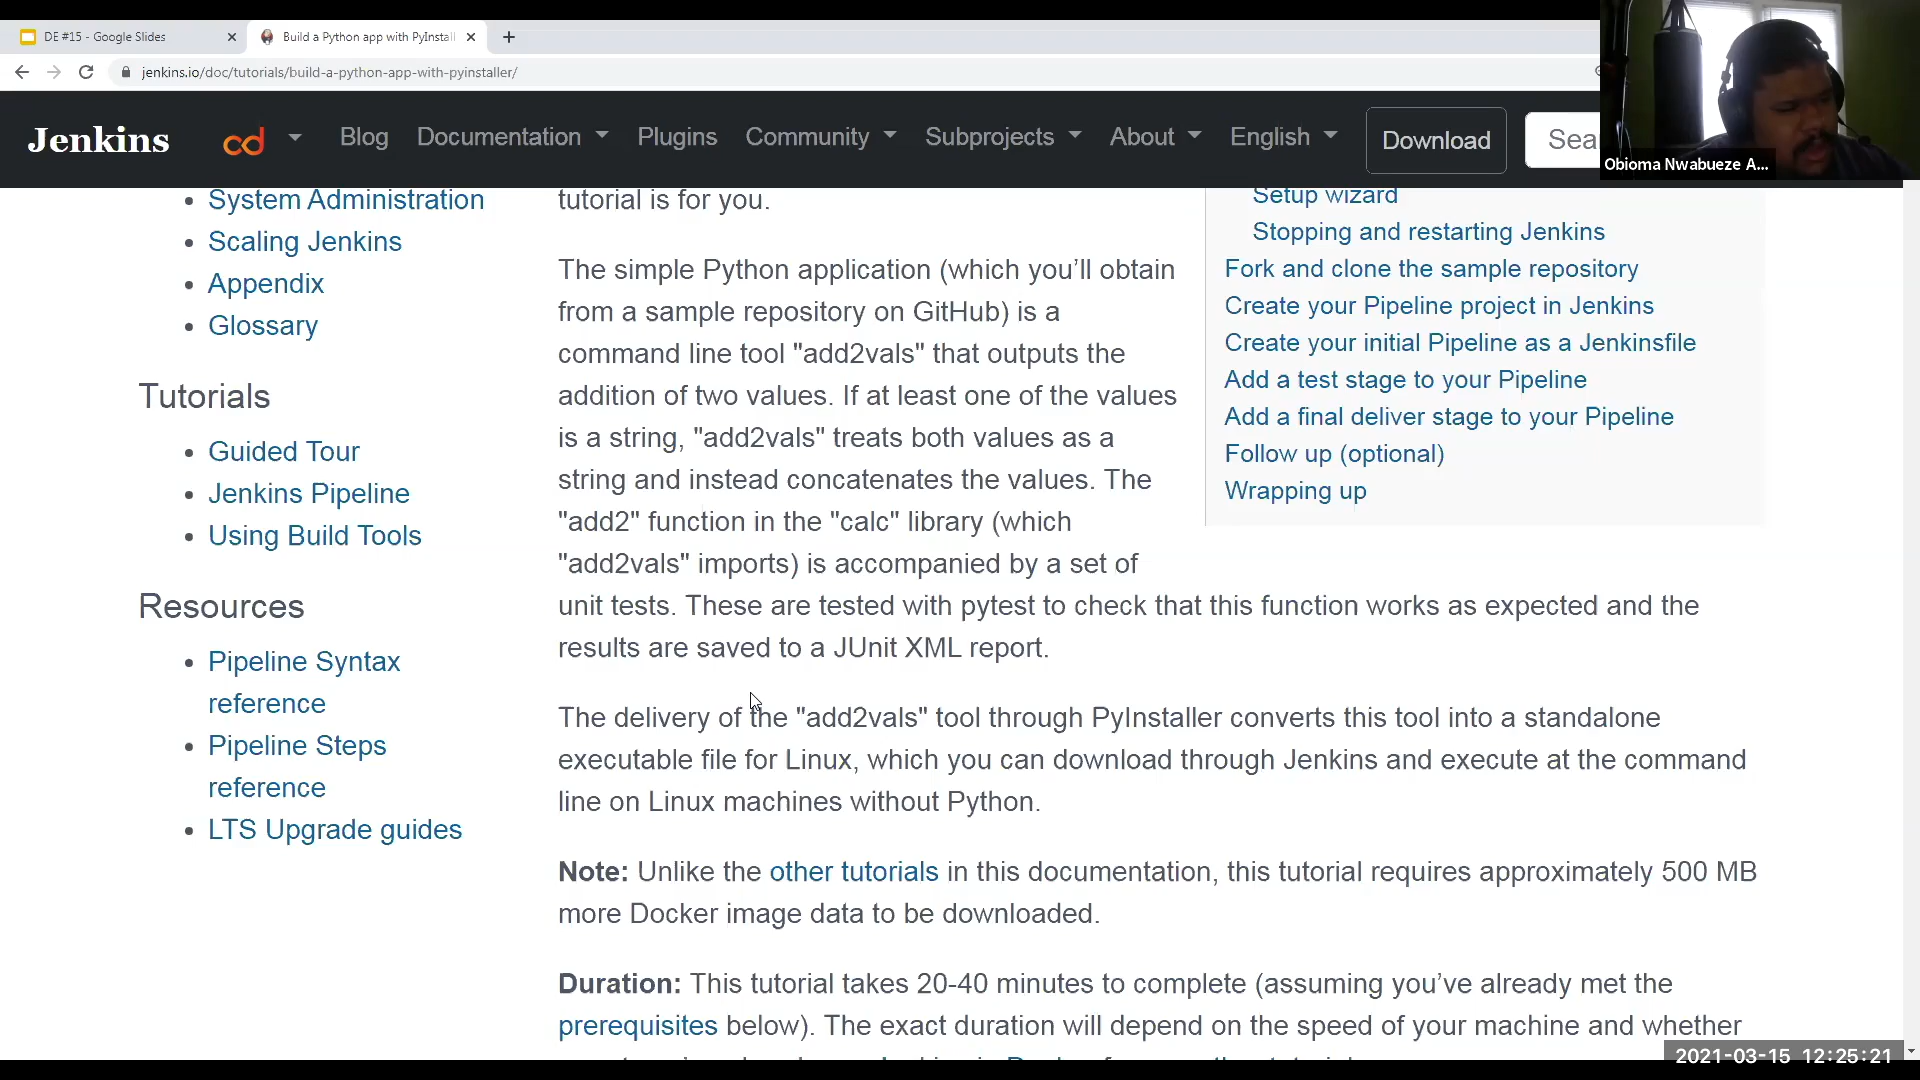 DE #15 - Google Slides
Build a Python app with PyInstall
jenkins.io/doc/tutorials/build-a-python-app-with-pyinstaller/
Jenkins
cd
Blog
Documentation
Plugins
Community
Subprojects
About
English
Download
Sea
Obioma Nwabueze A...
System Administration
Scaling Jenkins
Appendix
Glossary
Tutorials
Guided Tour
Jenkins Pipeline
Using Build Tools
Resources
Pipeline Syntax
reference
Pipeline Steps
reference
LTS Upgrade guides
tutorial is for you.
The simple Python application (which you’ll obtain
from a sample repository on GitHub) is a
command line tool "add2vals" that outputs the
addition of two values. If at least one of the values
is a string, "add2vals" treats both values as a
string and instead concatenates the values. The
"add2" function in the "calc" library (which
"add2vals" imports) is accompanied by a set of
unit tests. These are tested with pytest to check that this function works as expected and the
results are saved to a JUnit XML report.
The delivery of the "add2vals" tool through PyInstaller converts this tool into a standalone
executable file for Linux, which you can download through Jenkins and execute at the command
line on Linux machines without Python.
Note: Unlike the other tutorials in this documentation, this tutorial requires approximately 500 MB
more Docker image data to be downloaded.
Duration: This tutorial takes 20-40 minutes to complete (assuming you’ve already met the
prerequisites below). The exact duration will depend on the speed of your machine and whether
Setup wizard
Stopping and restarting Jenkins
Fork and clone the sample repository
Create your Pipeline project in Jenkins
Create your initial Pipeline as a Jenkinsfile
Add a test stage to your Pipeline
Add a final deliver stage to your Pipeline
Follow up (optional)
Wrapping up
2021-03-15 12:25:21